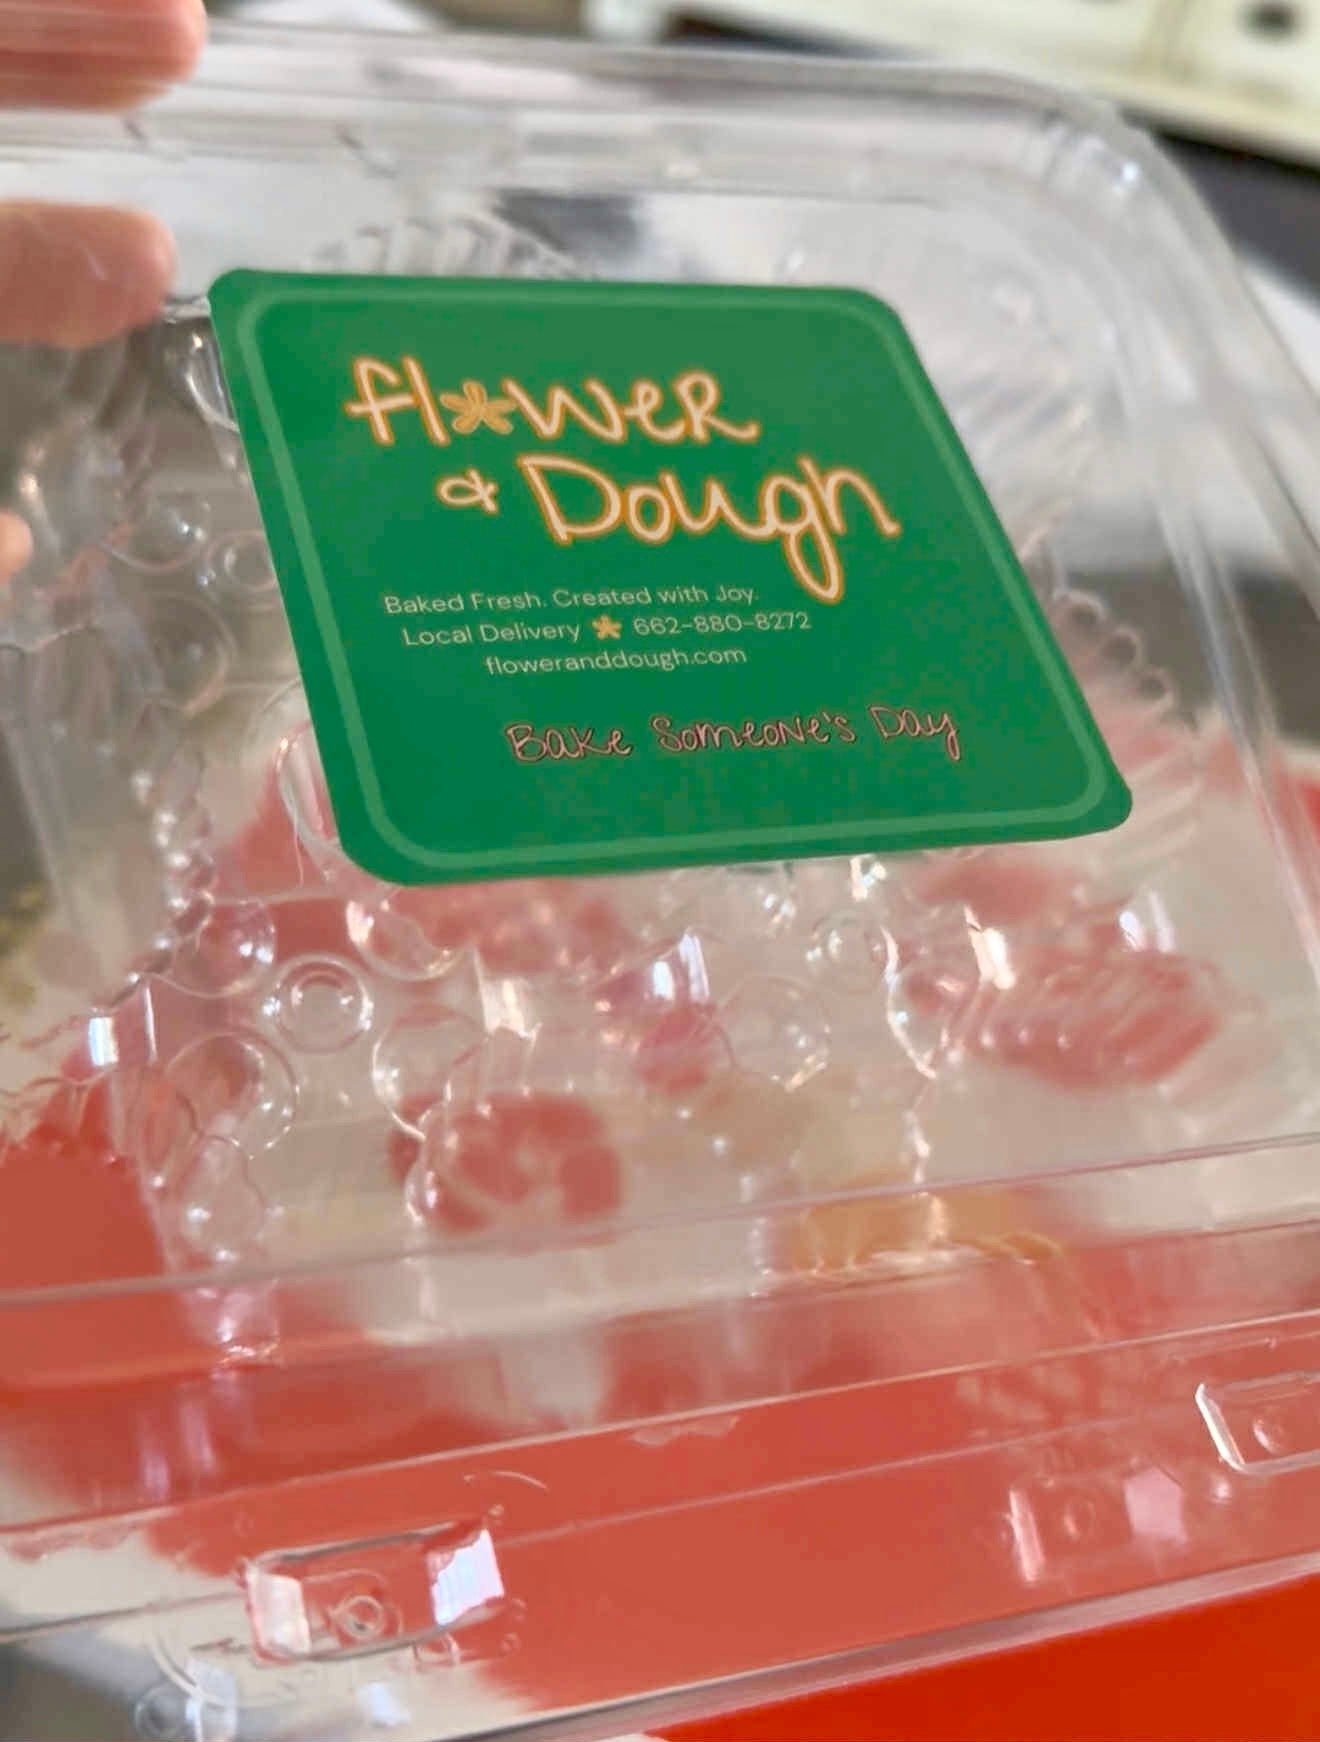 flower
& Dough
Baked Fresh. Created with Joy.
Local Delivery 662-880-8272
floweranddough.com
Bake Someone's Day